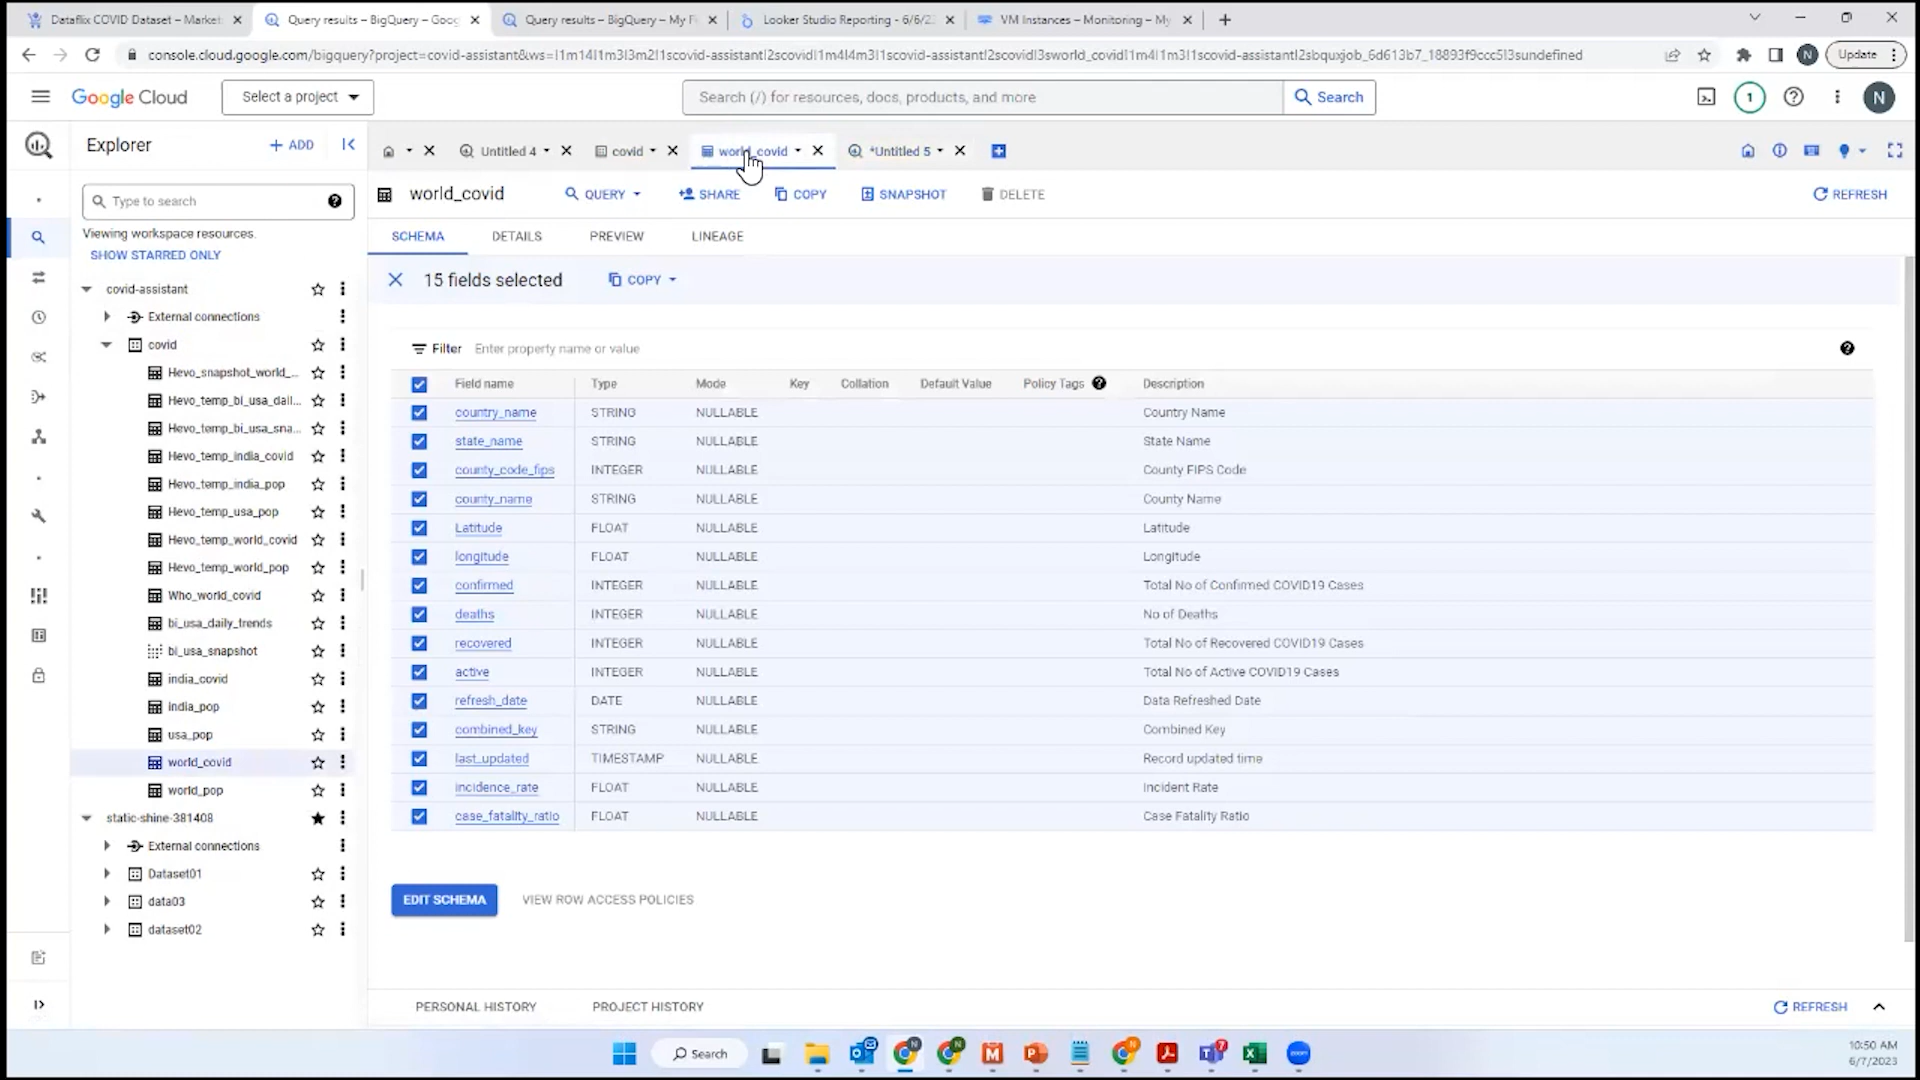 Dataflix COVID Dataset – Market
Query results – BigQuery – Goog
Query results – BigQuery – My Fi
Looker Studio Reporting - 6/6/2
VM Instances – Monitoring – My
console.cloud.google.com/bigquery?project=covid-assistant&ws=!1m14!1m3!3m2!1scovid-assistant!2scovid!1m4!4m3!1scovid-assistant!2scovid!3sworld_covid!1m4!1m3!1scovid-assistant!2sbquxjob_6d613b7_18893f9ccc5!3sundefined
N
Update
Google Cloud
Select a project
Search (/) for resources, docs, products, and more
Search
1
N
Explorer
+ ADD
Untitled 4
covid
world_covid
*Untitled 5
Type to search
world_covid
QUERY
SHARE
COPY
SNAPSHOT
DELETE
REFRESH
Viewing workspace resources.
SHOW STARRED ONLY
SCHEMA
DETAILS
PREVIEW
LINEAGE
15 fields selected
COPY
covid-assistant
External connections
covid
Hevo_snapshot_world_...
Hevo_temp_bi_usa_dail...
Hevo_temp_bi_usa_sna...
Hevo_temp_india_covid
Hevo_temp_india_pop
Hevo_temp_usa_pop
Hevo_temp_world_covid
Hevo_temp_world_pop
Who_world_covid
bi_usa_daily_trends
bi_usa_snapshot
india_covid
india_pop
usa_pop
world_covid
world_pop
static-shine-381408
External connections
Dataset01
data03
dataset02
Filter Enter property name or value
Field name Type Mode Key Collation Default Value Policy Tags Description
country_name STRING NULLABLE Country Name
state_name STRING NULLABLE State Name
county_code_fips INTEGER NULLABLE County FIPS Code
county_name STRING NULLABLE County Name
Latitude FLOAT NULLABLE Latitude
longitude FLOAT NULLABLE Longitude
confirmed INTEGER NULLABLE Total No of Confirmed COVID19 Cases
deaths INTEGER NULLABLE No of Deaths
recovered INTEGER NULLABLE Total No of Recovered COVID19 Cases
active INTEGER NULLABLE Total No of Active COVID19 Cases
refresh_date DATE NULLABLE Data Refreshed Date
combined_key STRING NULLABLE Combined Key
last_updated TIMESTAMP NULLABLE Record updated time
incidence_rate FLOAT NULLABLE Incident Rate
case_fatality_ratio FLOAT NULLABLE Case Fatality Ratio
EDIT SCHEMA
VIEW ROW ACCESS POLICIES
PERSONAL HISTORY
PROJECT HISTORY
REFRESH
Search
10:50 AM
6/7/2023